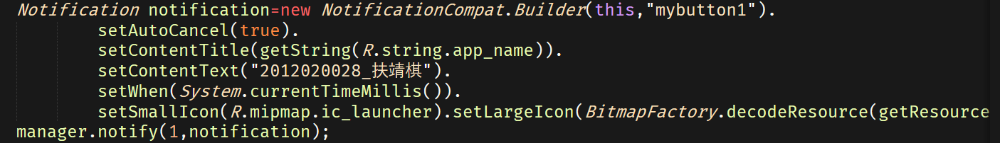 Notification notification=new NotificationCompat.Builder(this,"mybutton1").
setAutoCancel(true).
setContentTitle(getString(R.string.app_name)).
setContentText("2012020028_扶靖棋").
setWhen(System.currentTimeMillis()).
setSmallIcon(R.mipmap.ic_launcher).setLargeIcon(BitmapFactory.decodeResource(getResource
manager.notify(1,notification);